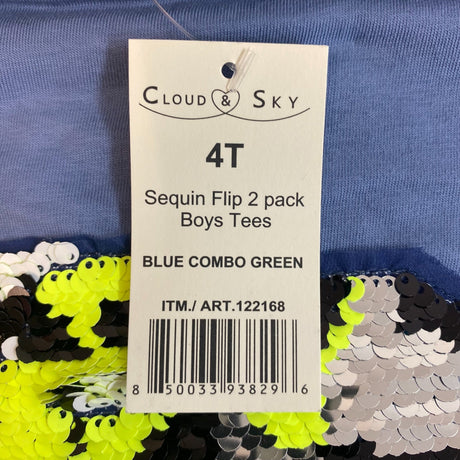 CLOUD & SKY
4T
Sequin Flip 2 pack
Boys Tees
BLUE COMBO GREEN
ITM./ ART.122168
8 50033 93829 6